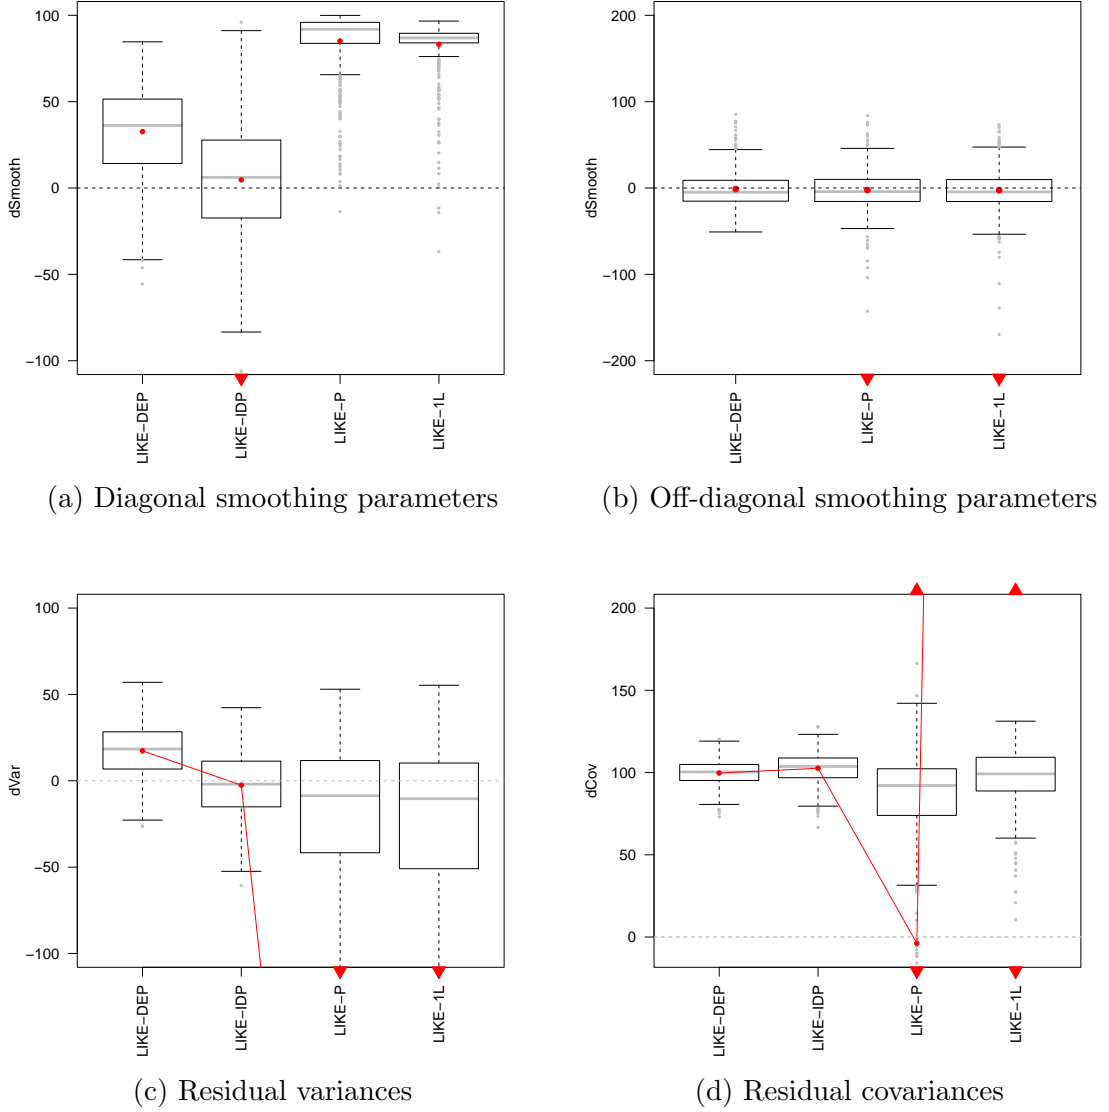 100
50
0
−50
−100
dSmooth
LIKE−DEP
LIKE−IDP
LIKE−P
LIKE−1L
(a) Diagonal smoothing parameters
200
100
0
−100
−200
dSmooth
LIKE−DEP
LIKE−P
LIKE−1L
(b) Off-diagonal smoothing parameters
100
50
0
−50
−100
dVar
LIKE−DEP
LIKE−IDP
LIKE−P
LIKE−1L
(c) Residual variances
200
150
100
50
0
dCov
LIKE−DEP
LIKE−IDP
LIKE−P
LIKE−1L
(d) Residual covariances